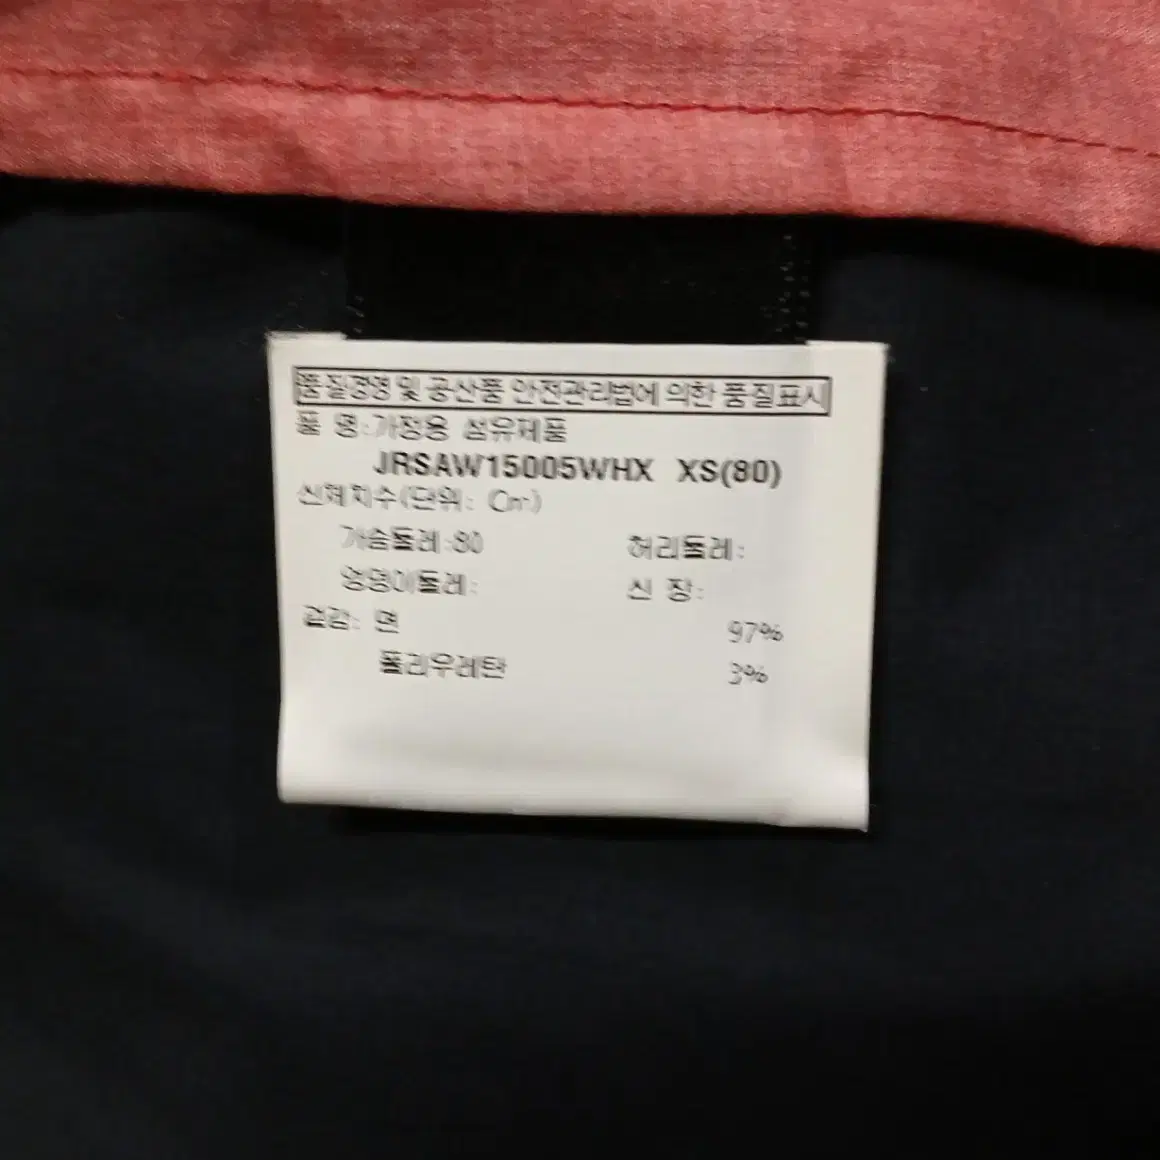 품질경영 및 공산품 안전관리법에 의한 품질표시
품 명: 가정용 섬유제품
JRSAW15005WHX XS(80)
신체치수(단위: Cm)
가슴둘레:80 허리둘레:
엉덩이둘레: 신 장:
겉감: 면 97%
폴리우레탄 3%